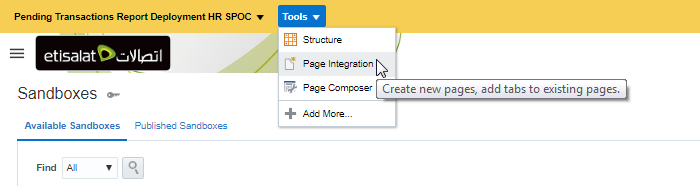 Pending Transactions Report Deployment HR SPOC
Tools
Structure
Page Integration
Page Composer
Create new pages, add tabs to existing pages.
Add More...
etisalat اتصالات
Sandboxes
Available Sandboxes
Published Sandboxes
Find
All